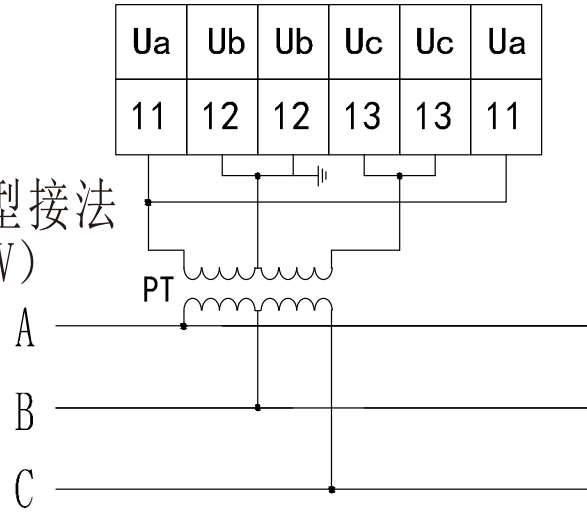 Ua Ub Ub Uc Uc Ua
11 12 12 13 13 11
型接法
V)
PT
A
B
C